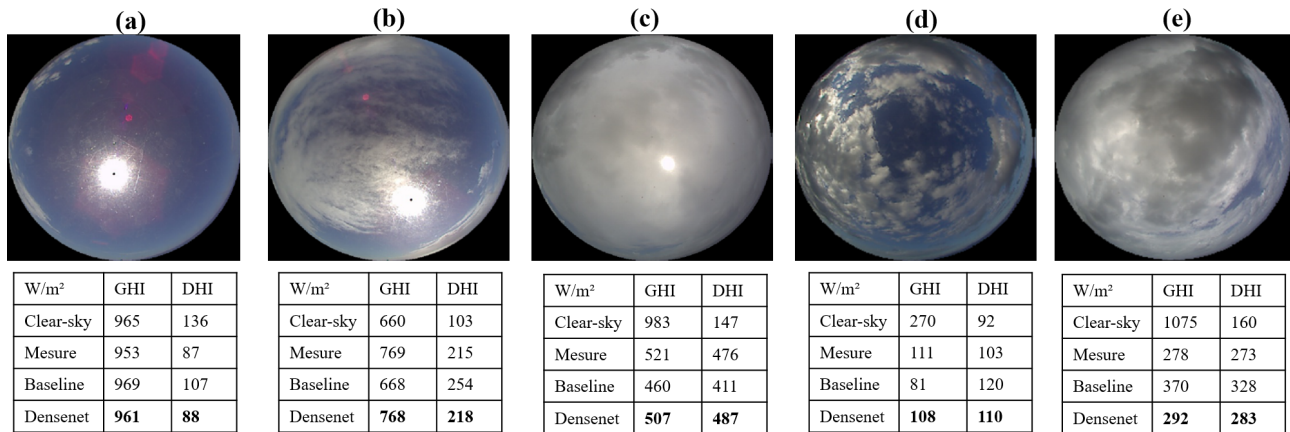 (a) (b) (c) (d) (e)
W/m² GHI DHI
Clear-sky 965 136
Mesure 953 87
Baseline 969 107
Densenet 961 88
W/m² GHI DHI
Clear-sky 660 103
Mesure 769 215
Baseline 668 254
Densenet 768 218
W/m² GHI DHI
Clear-sky 983 147
Mesure 521 476
Baseline 460 411
Densenet 507 487
W/m² GHI DHI
Clear-sky 270 92
Mesure 111 103
Baseline 81 120
Densenet 108 110
W/m² GHI DHI
Clear-sky 1075 160
Mesure 278 273
Baseline 370 328
Densenet 292 283